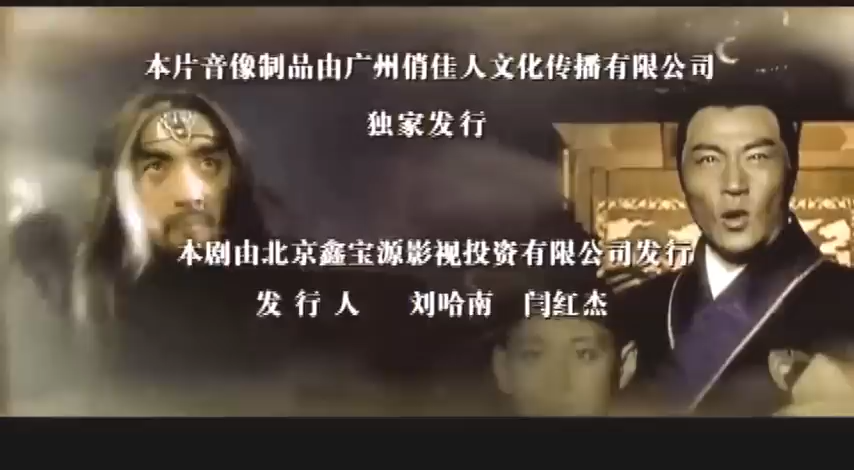 本片音像制品由广州俏佳人文化传播有限公司
独家发行
本剧由北京鑫宝源影视投资有限公司发行
发行人 刘哈南 闫红杰